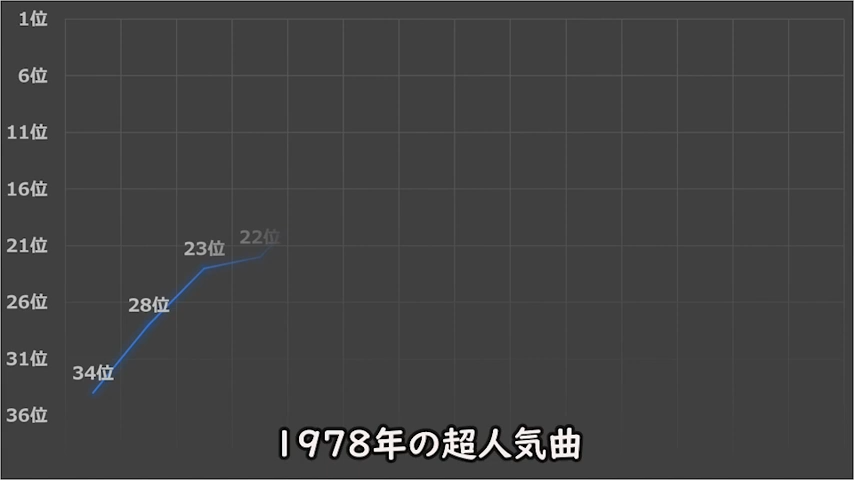 1位
6位
11位
16位
22位
23位
21位
28位
26位
34位
31位
36位
1978年の超人気曲